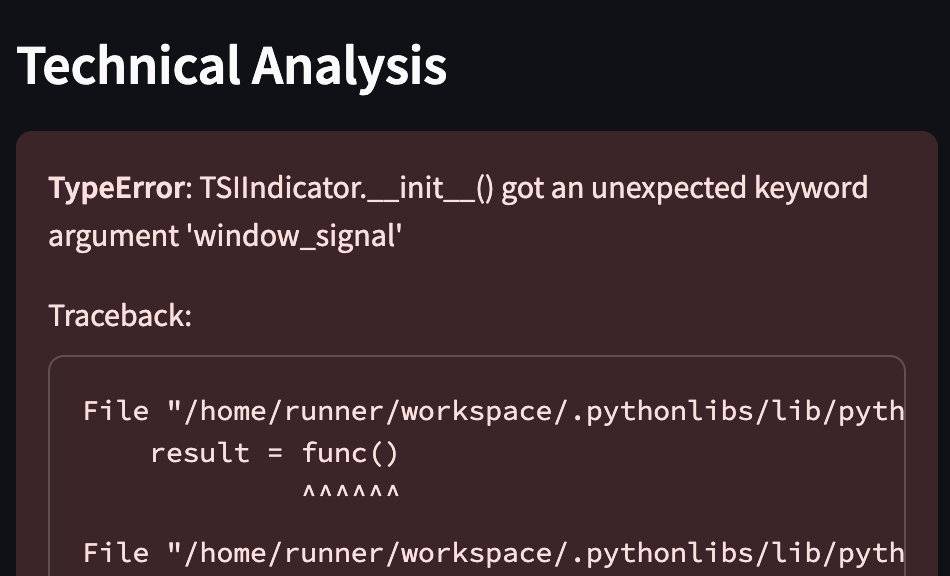 Technical Analysis
TypeError: TSIIndicator.__init__() got an unexpected keyword
argument 'window_signal'
Traceback:
File "/home/runner/workspace/.pythonlibs/lib/pyth
result = func()
^^^^^^
File "/home/runner/workspace/.pythonlibs/lib/pyth